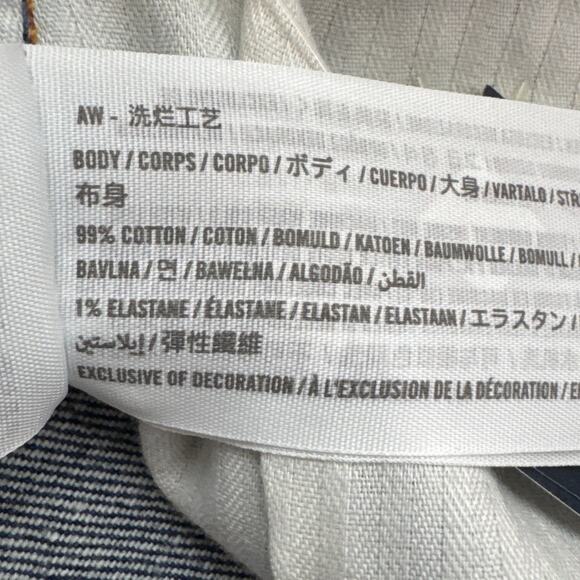 AW - 洗烂工艺
BODY / CORPS / CORPO / ボディ / CUERPO / 大身 / VARTALO /
布身
99% COTTON / COTON / BOMULD / KATOEN / BAUMWOLLE / BOMULL /
BAVLNA / 면 / BAWEŁNA / ALGODÃO / القطن
1% ELASTANE / ÉLASTANE / ELASTAN / ELASTAAN / エラスタン /
إيلاستين / 彈性纖維
EXCLUSIVE OF DECORATION / À L'EXCLUSION DE LA DÉCORATION /